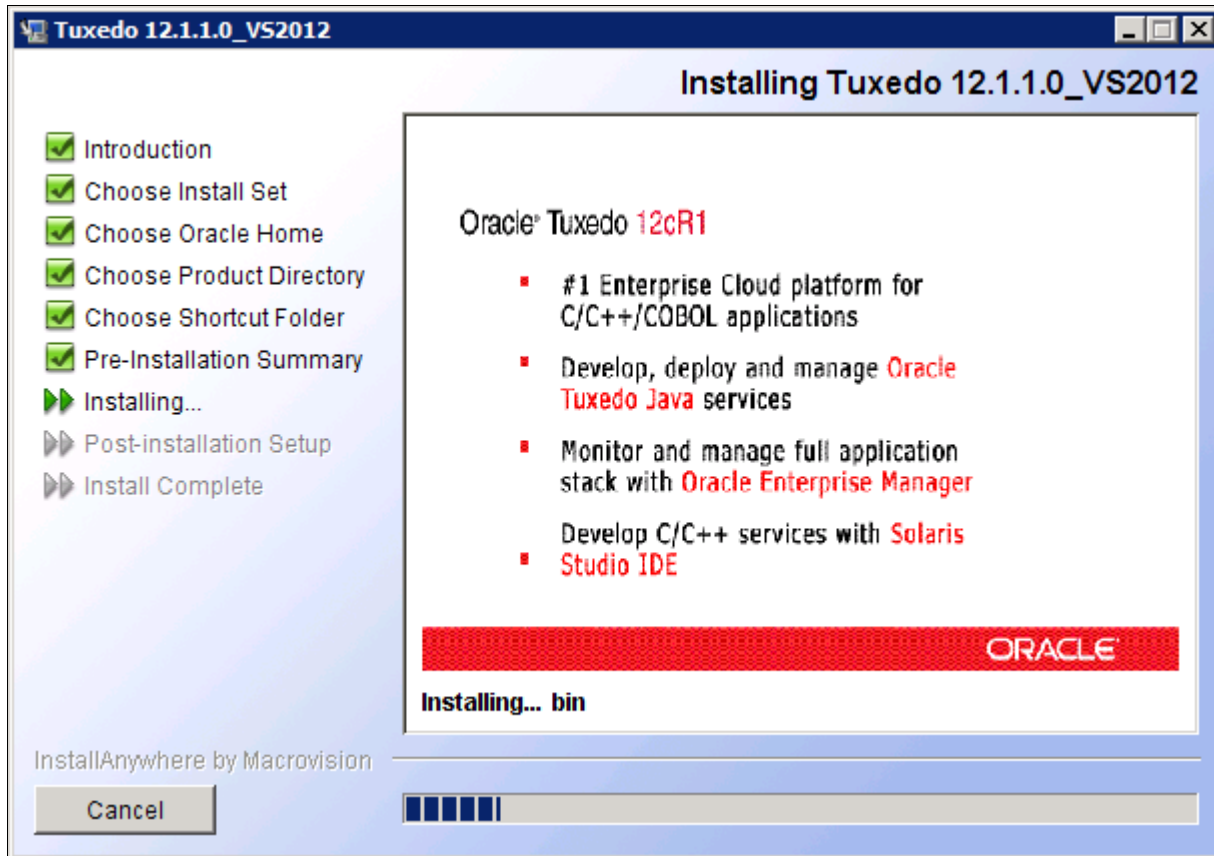 Tuxedo 12.1.1.0_VS2012
Installing Tuxedo 12.1.1.0_VS2012
Introduction
Choose Install Set
Choose Oracle Home
Choose Product Directory
Choose Shortcut Folder
Pre-Installation Summary
Installing...
Post-installation Setup
Install Complete
Oracle® Tuxedo 12cR1
#1 Enterprise Cloud platform for
C/C++/COBOL applications
Develop, deploy and manage Oracle
Tuxedo Java services
Monitor and manage full application
stack with Oracle Enterprise Manager
Develop C/C++ services with Solaris
Studio IDE
ORACLE
Installing... bin
InstallAnywhere by Macrovision
Cancel